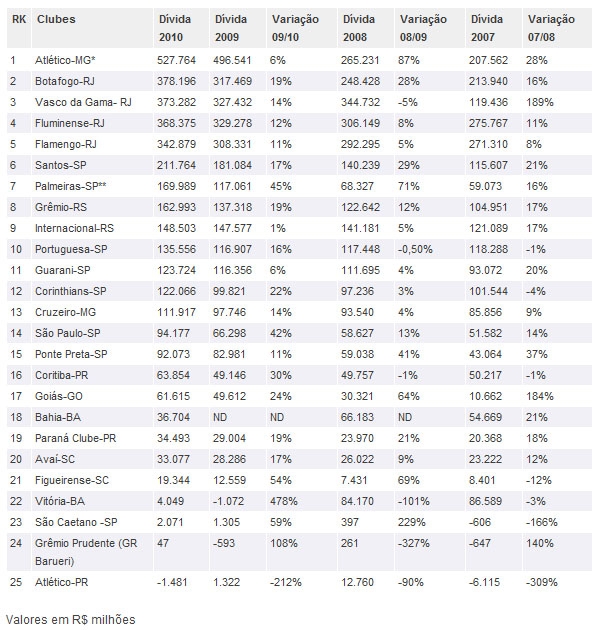 RK Clubes Dívida 2010 Dívida 2009 Variação 09/10 Dívida 2008 Variação 08/09 Dívida 2007 Variação 07/08
1 Atlético-MG* 527.764 496.541 6% 265.231 87% 207.562 28%
2 Botafogo-RJ 378.196 317.469 19% 248.428 28% 213.940 16%
3 Vasco da Gama- RJ 373.282 327.432 14% 344.732 -5% 119.436 189%
4 Fluminense-RJ 368.375 329.278 12% 306.149 8% 275.767 11%
5 Flamengo-RJ 342.879 308.331 11% 292.295 5% 271.310 8%
6 Santos-SP 211.764 181.084 17% 140.239 29% 115.607 21%
7 Palmeiras-SP** 169.989 117.061 45% 68.327 71% 59.073 16%
8 Grêmio-RS 162.993 137.318 19% 122.642 12% 104.951 17%
9 Internacional-RS 148.503 147.577 1% 141.181 5% 121.089 17%
10 Portuguesa-SP 135.556 116.907 16% 117.448 -0,50% 118.288 -1%
11 Guarani-SP 123.724 116.356 6% 111.695 4% 93.072 20%
12 Corinthians-SP 122.066 99.821 22% 97.236 3% 101.544 -4%
13 Cruzeiro-MG 111.917 97.746 14% 93.540 4% 85.856 9%
14 São Paulo-SP 94.177 66.298 42% 58.627 13% 51.582 14%
15 Ponte Preta-SP 92.073 82.981 11% 59.038 41% 43.064 37%
16 Coritiba-PR 63.854 49.146 30% 49.757 -1% 50.217 -1%
17 Goiás-GO 61.615 49.612 24% 30.321 64% 10.662 184%
18 Bahia-BA 36.704 ND ND 66.183 ND 54.669 21%
19 Paraná Clube-PR 34.493 29.004 19% 23.970 21% 20.368 18%
20 Avaí-SC 33.077 28.286 17% 26.022 9% 23.222 12%
21 Figueirense-SC 19.344 12.559 54% 7.431 69% 8.401 -12%
22 Vitória-BA 4.049 -1.072 478% 84.170 -101% 86.589 -3%
23 São Caetano -SP 2.071 1.305 59% 397 229% -606 -166%
24 Grêmio Prudente (GR 47 -593 108% 261 -327% -647 140%
Barueri)
25 Atlético-PR -1.481 1.322 -212% 12.760 -90% -6.115 -309%
Valores em R$ milhões